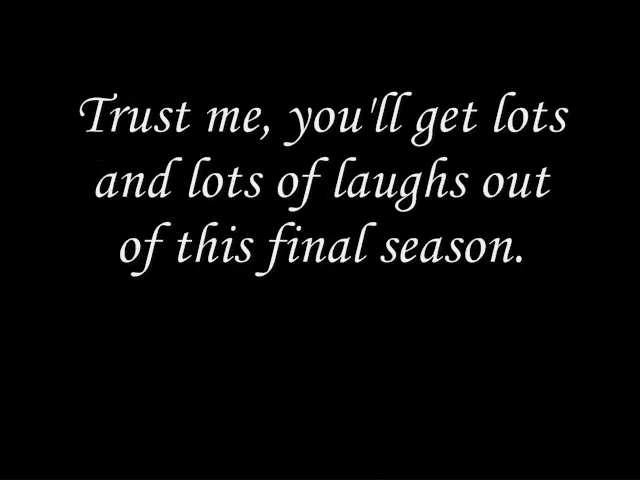 Trust me, you'll get lots
and lots of laughs out
of this final season.